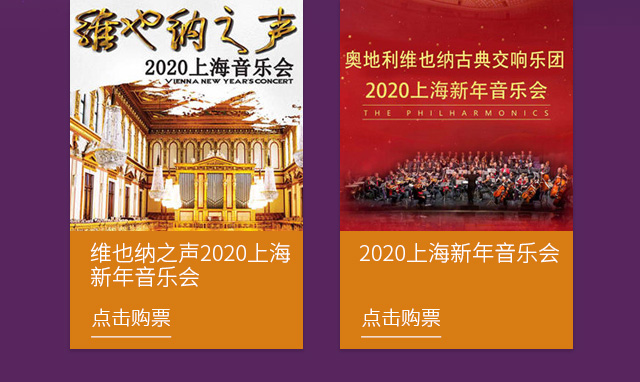 维也纳之声
2020上海音乐会
VIENNA NEW YEAR'S CONCERT
维也纳之声2020上海
新年音乐会
点击购票
奥地利维也纳古典交响乐团
2020上海新年音乐会
THE PHILHARMONICS
2020上海新年音乐会
点击购票